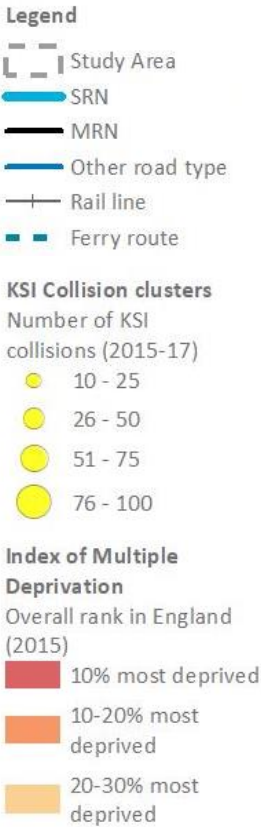 Legend
Study Area
SRN
MRN
Other road type
Rail line
Ferry route
KSI Collision clusters
Number of KSI
collisions (2015-17)
10 - 25
26 - 50
51 - 75
76 - 100
Index of Multiple
Deprivation
Overall rank in England
(2015)
10% most deprived
10-20% most
deprived
20-30% most
deprived